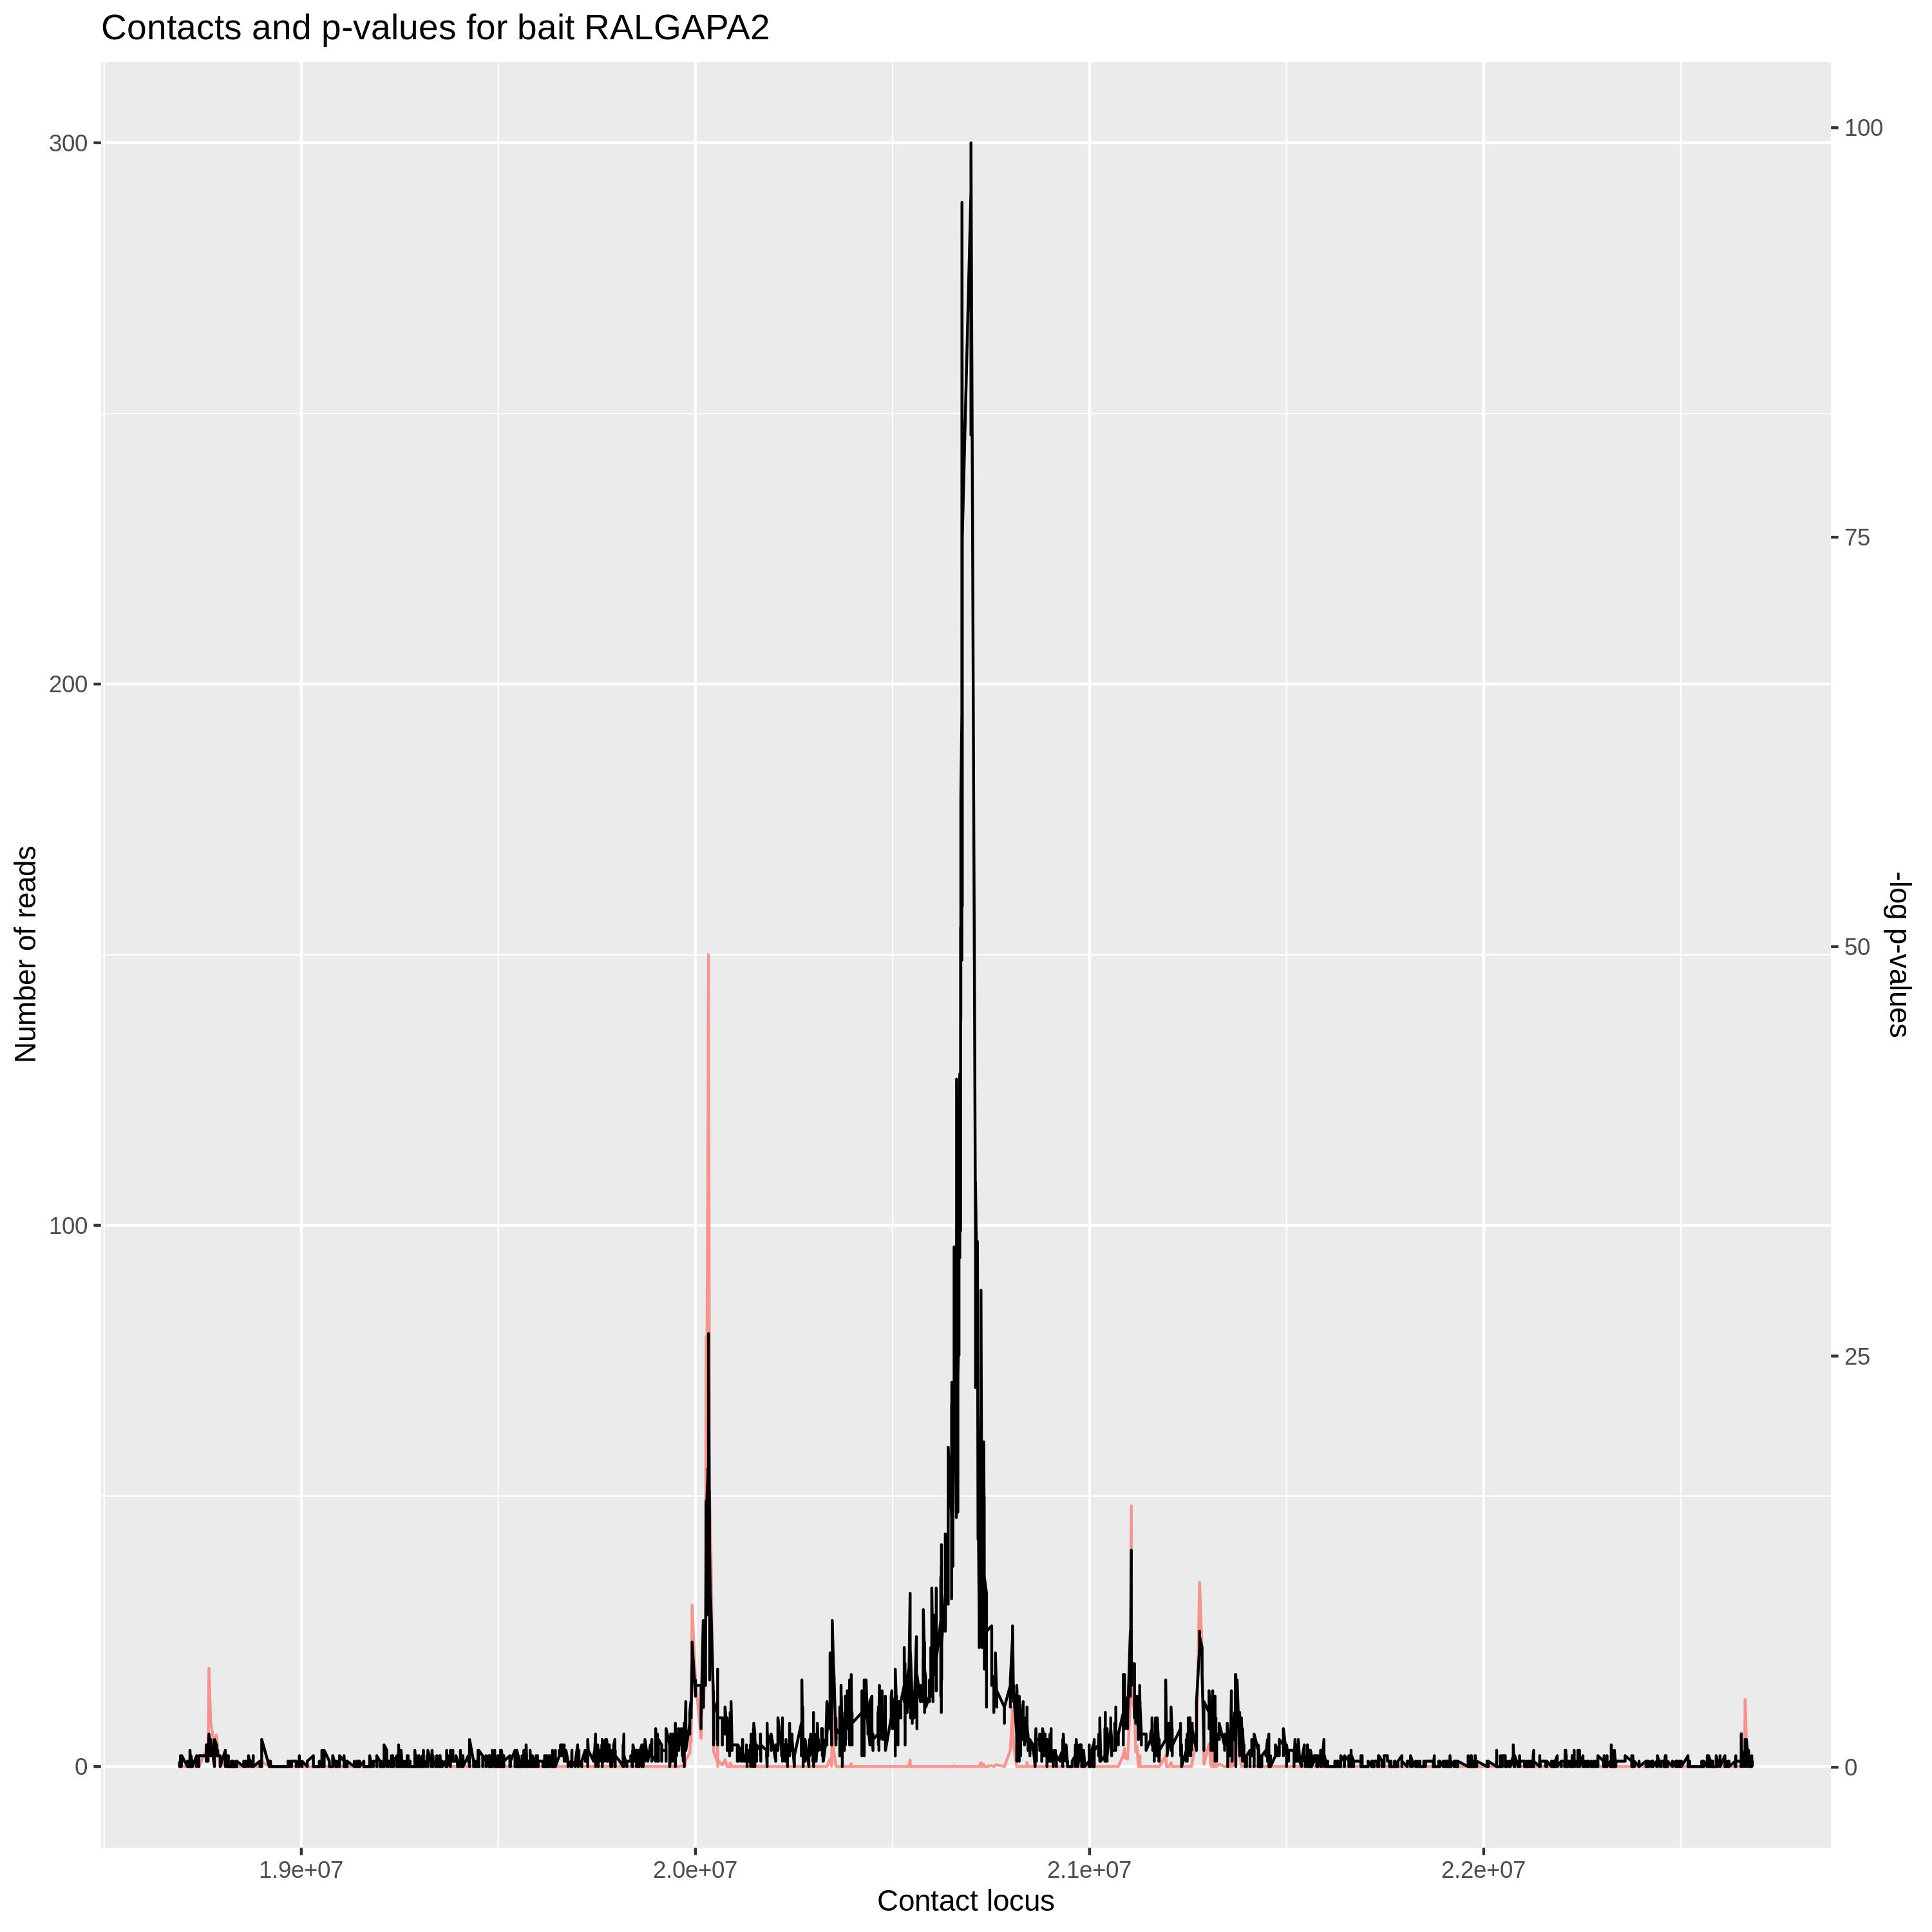 Contacts and p-values for bait RALGAPA2
300
200
100
0
Number of reads
100
75
50
25
0
-log p-values
1.9e+07
2.0e+07
2.1e+07
2.2e+07
Contact locus